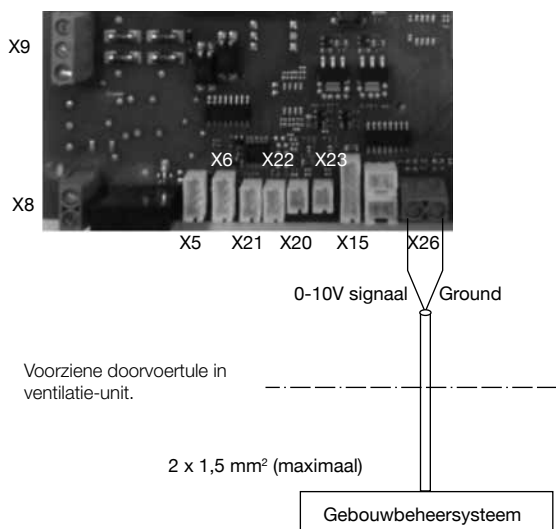 X9
X6
X22
X23
X8
X5
X21
X20
X15
X26
0-10V signaal
Ground
Voorziene doorvoertule in
ventilatie-unit.
2 x 1,5 mm² (maximaal)
Gebouwbeheersysteem